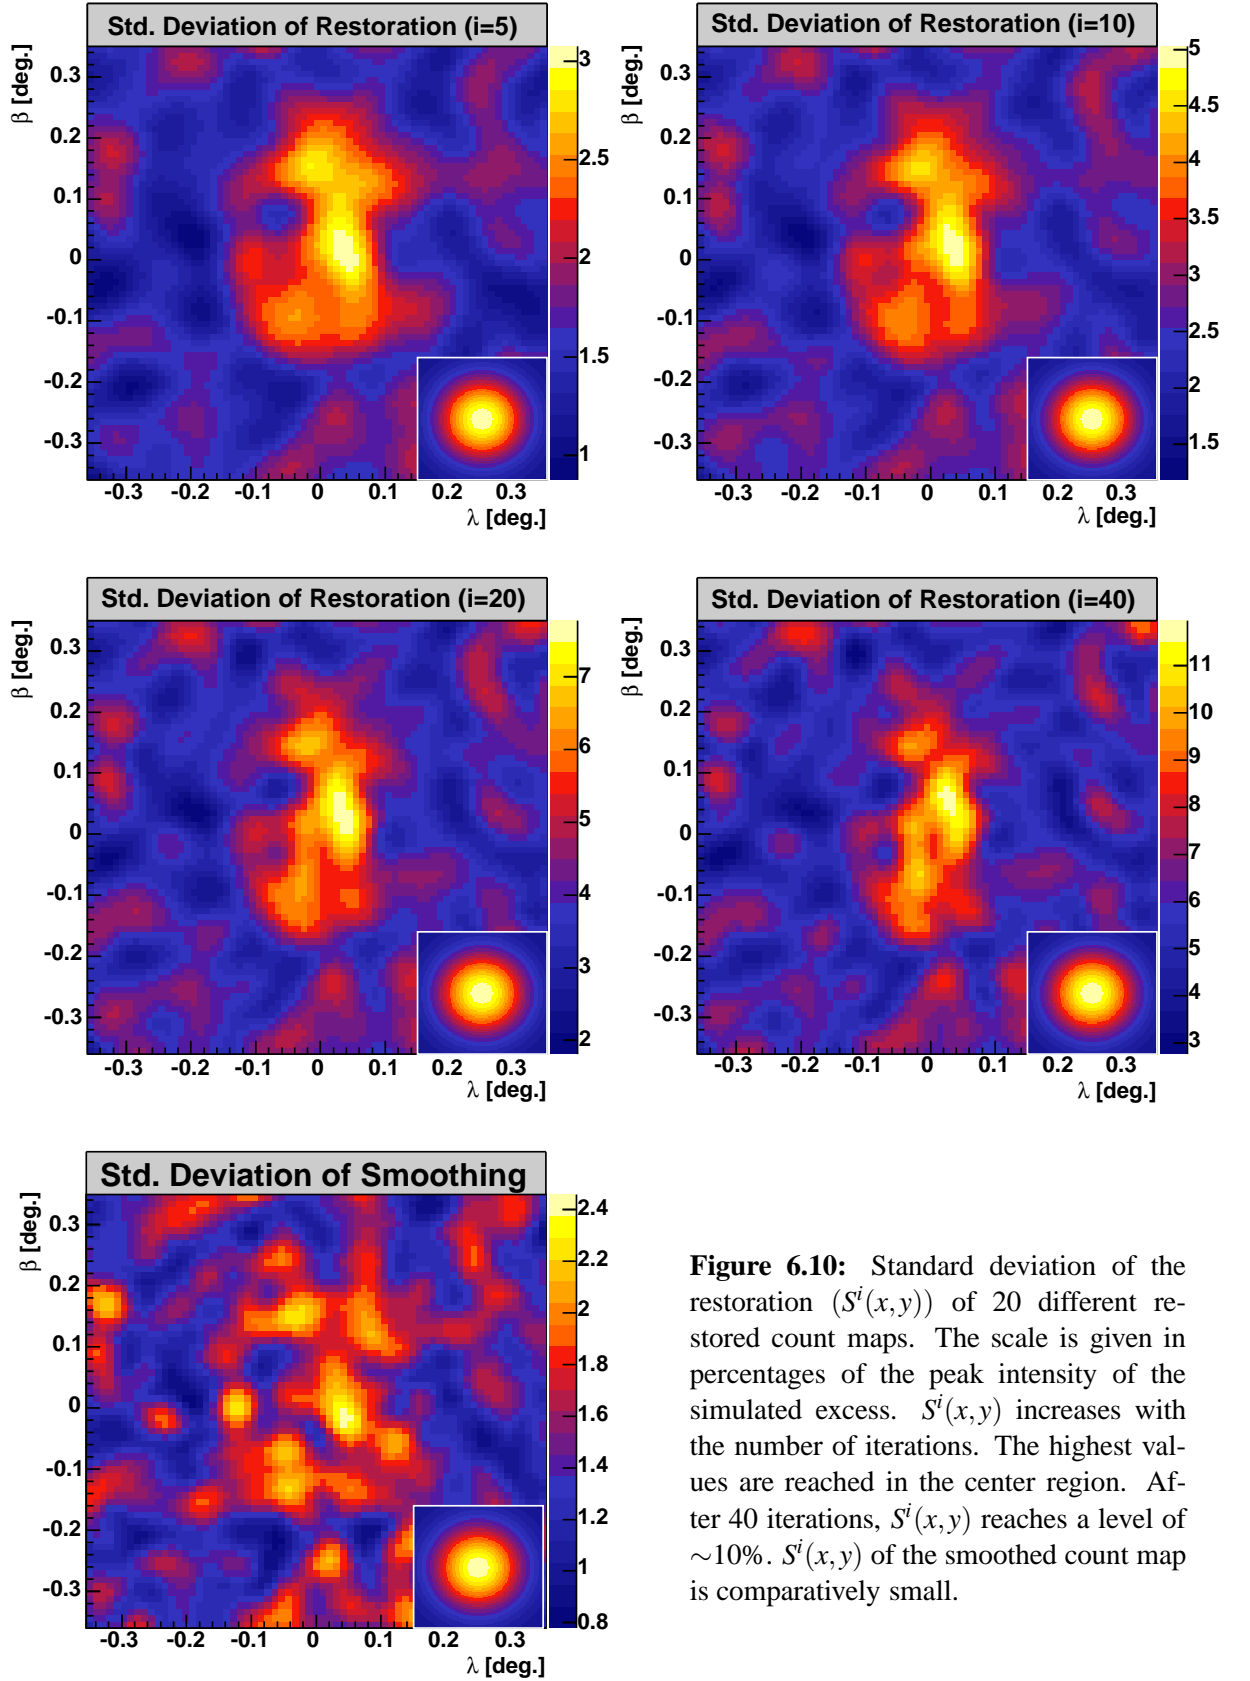 Std. Deviation of Restoration (i=5)
β [deg.]
0.3
0.2
0.1
0
-0.1
-0.2
-0.3
-0.3 -0.2 -0.1 0 0.1 0.2 0.3
λ [deg.]
3
2.5
2
1.5
1
Std. Deviation of Restoration (i=10)
β [deg.]
0.3
0.2
0.1
0
-0.1
-0.2
-0.3
-0.3 -0.2 -0.1 0 0.1 0.2 0.3
λ [deg.]
5
4.5
4
3.5
3
2.5
2
1.5
Std. Deviation of Restoration (i=20)
β [deg.]
0.3
0.2
0.1
0
-0.1
-0.2
-0.3
-0.3 -0.2 -0.1 0 0.1 0.2 0.3
λ [deg.]
7
6
5
4
3
2
Std. Deviation of Restoration (i=40)
β [deg.]
0.3
0.2
0.1
0
-0.1
-0.2
-0.3
-0.3 -0.2 -0.1 0 0.1 0.2 0.3
λ [deg.]
11
10
9
8
7
6
5
4
3
Std. Deviation of Smoothing
β [deg.]
0.3
0.2
0.1
0
-0.1
-0.2
-0.3
-0.3 -0.2 -0.1 0 0.1 0.2 0.3
λ [deg.]
2.4
2.2
2
1.8
1.6
1.4
1.2
1
0.8
Figure 6.10: Standard deviation of the
restoration (Sⁱ(x,y)) of 20 different re-
stored count maps. The scale is given in
percentages of the peak intensity of the
simulated excess. Sⁱ(x,y) increases with
the number of iterations. The highest val-
ues are reached in the center region. Af-
ter 40 iterations, Sⁱ(x,y) reaches a level of
∼10%. Sⁱ(x,y) of the smoothed count map
is comparatively small.